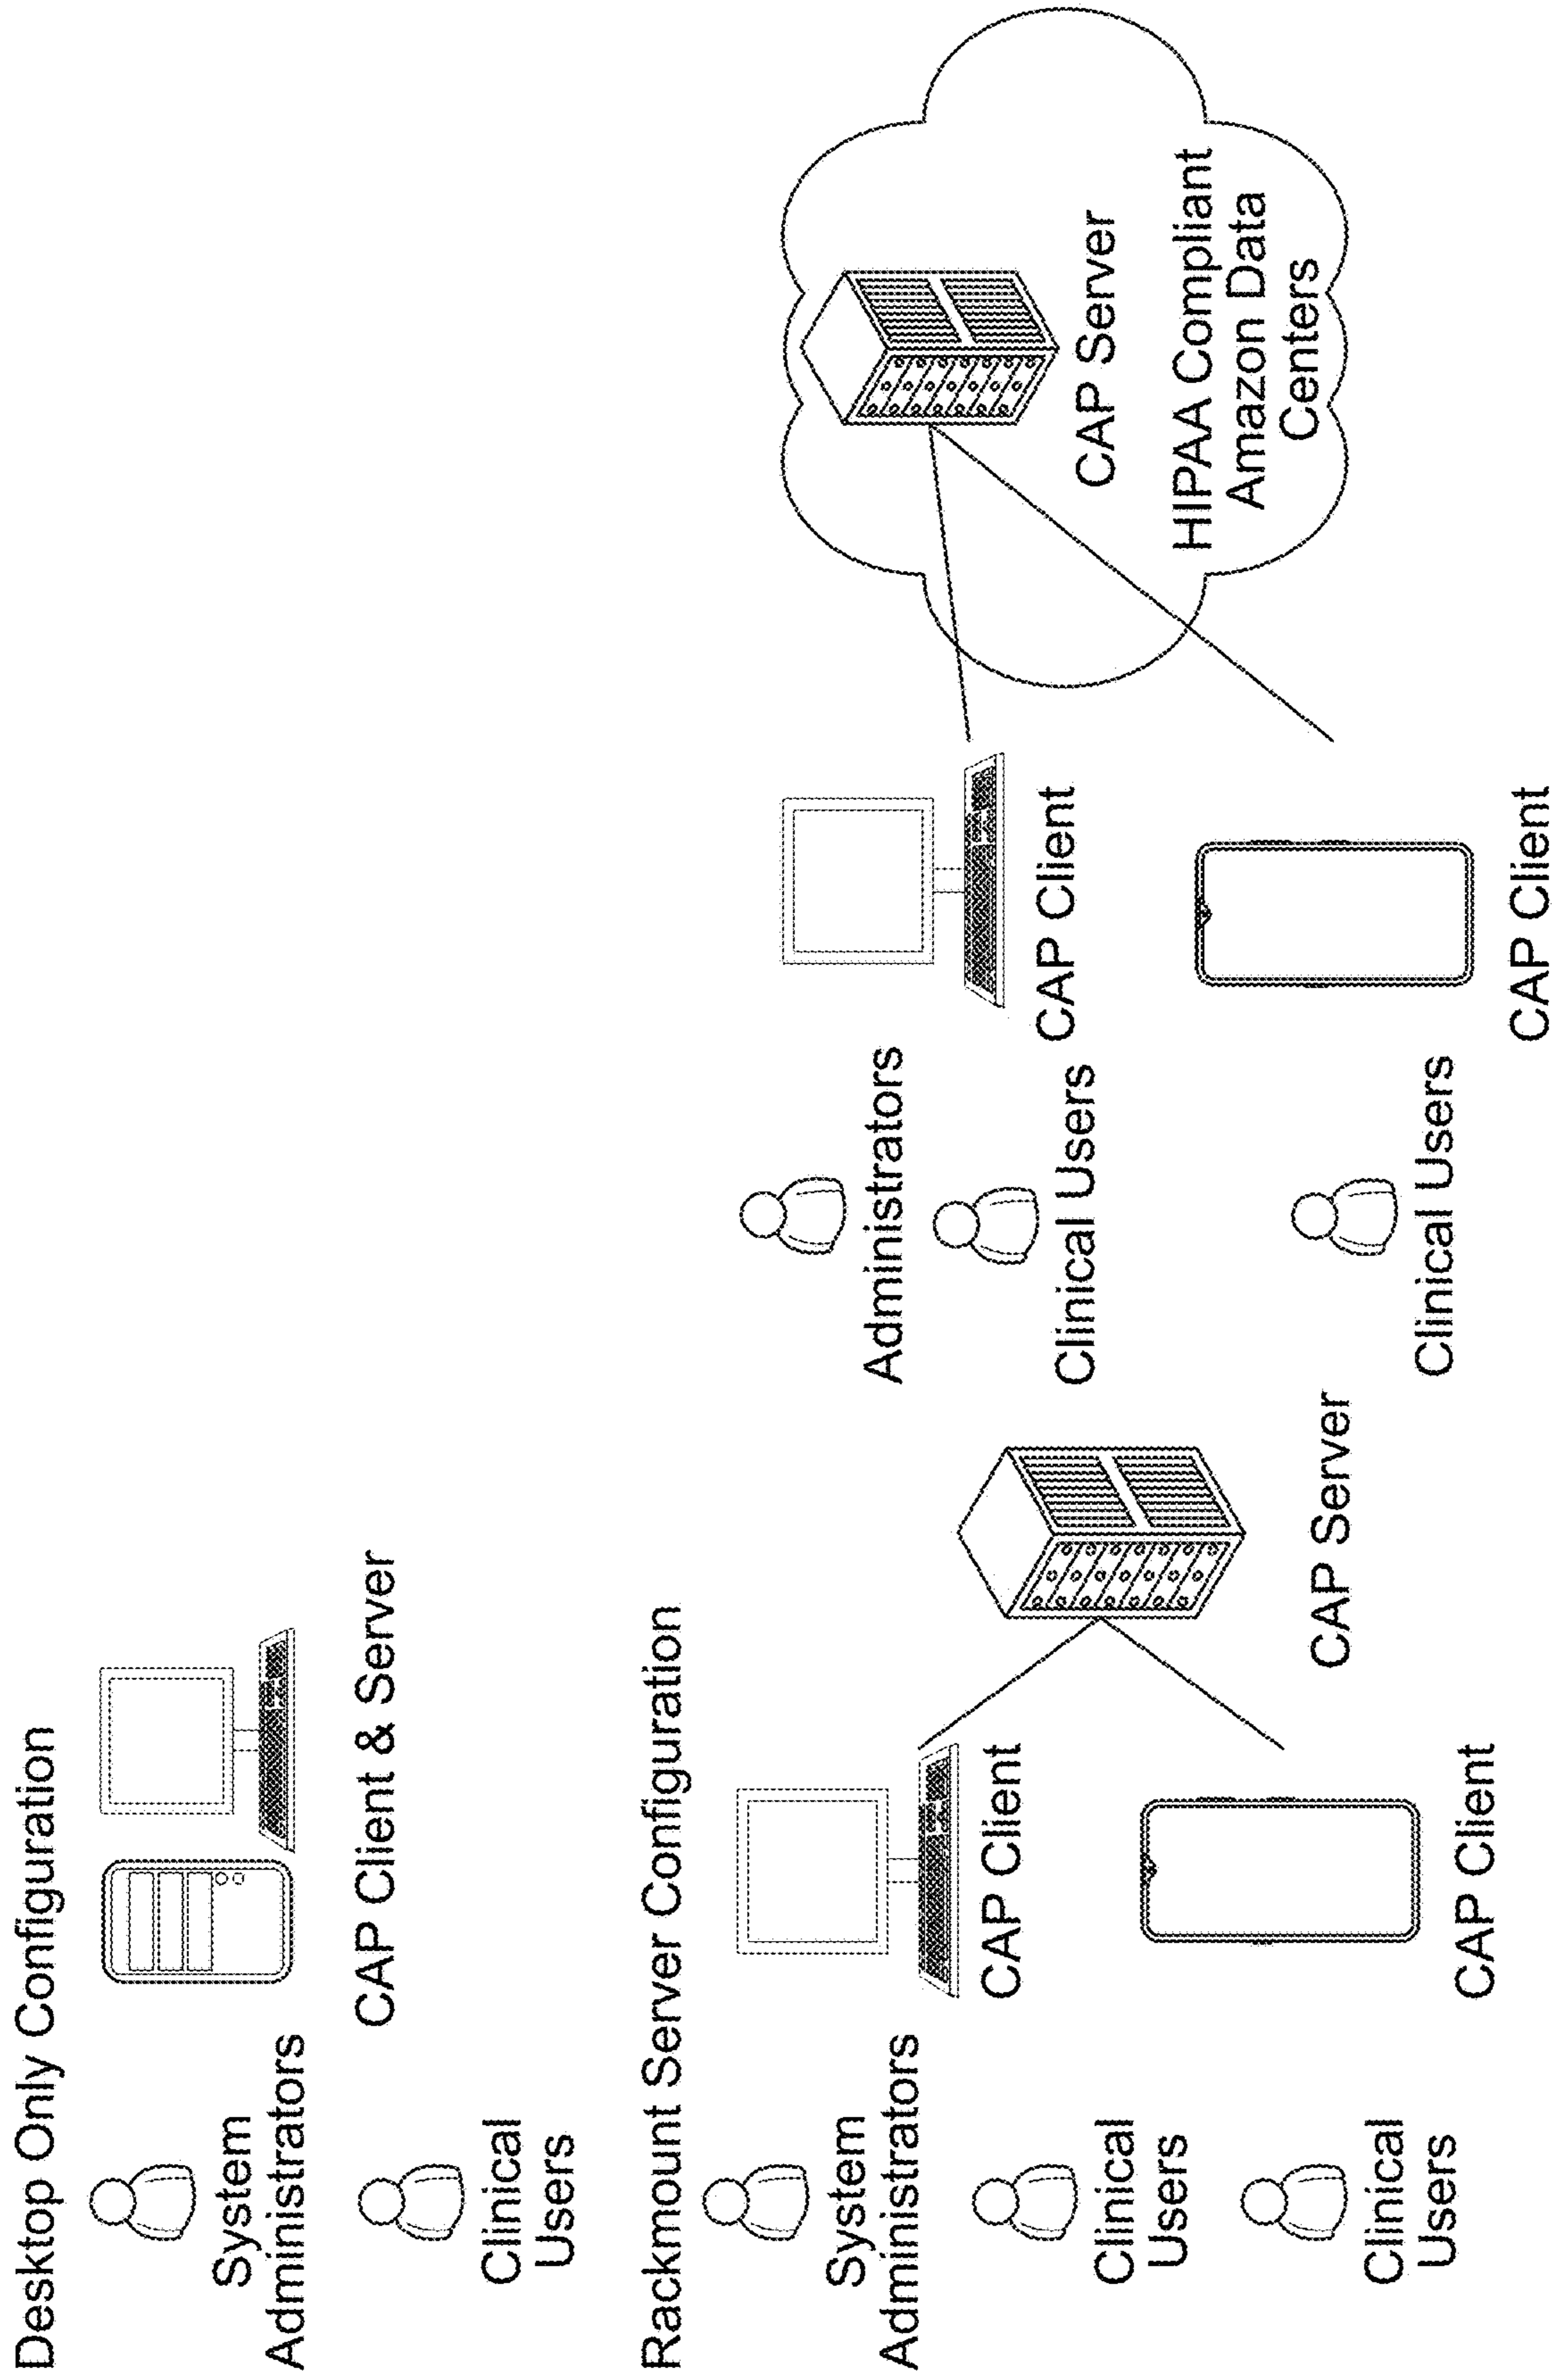 Desktop Only Configuration
System
Administrators
CAP Client & Server
Clinical
Users
Rackmount Server Configuration
System
Administrators
CAP Client
Clinical
Users
CAP Server
Clinical
Users
CAP Client
Administrators
Clinical Users
CAP Client
CAP Server
HIPAA Compliant
Amazon Data
Centers
Clinical Users
CAP Client